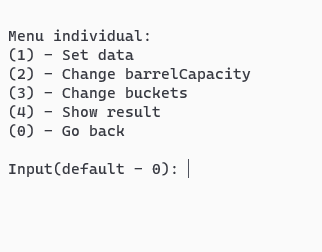 Menu individual:
(1) - Set data
(2) - Change barrelCapacity
(3) - Change buckets
(4) - Show result
(0) - Go back
Input(default - 0):